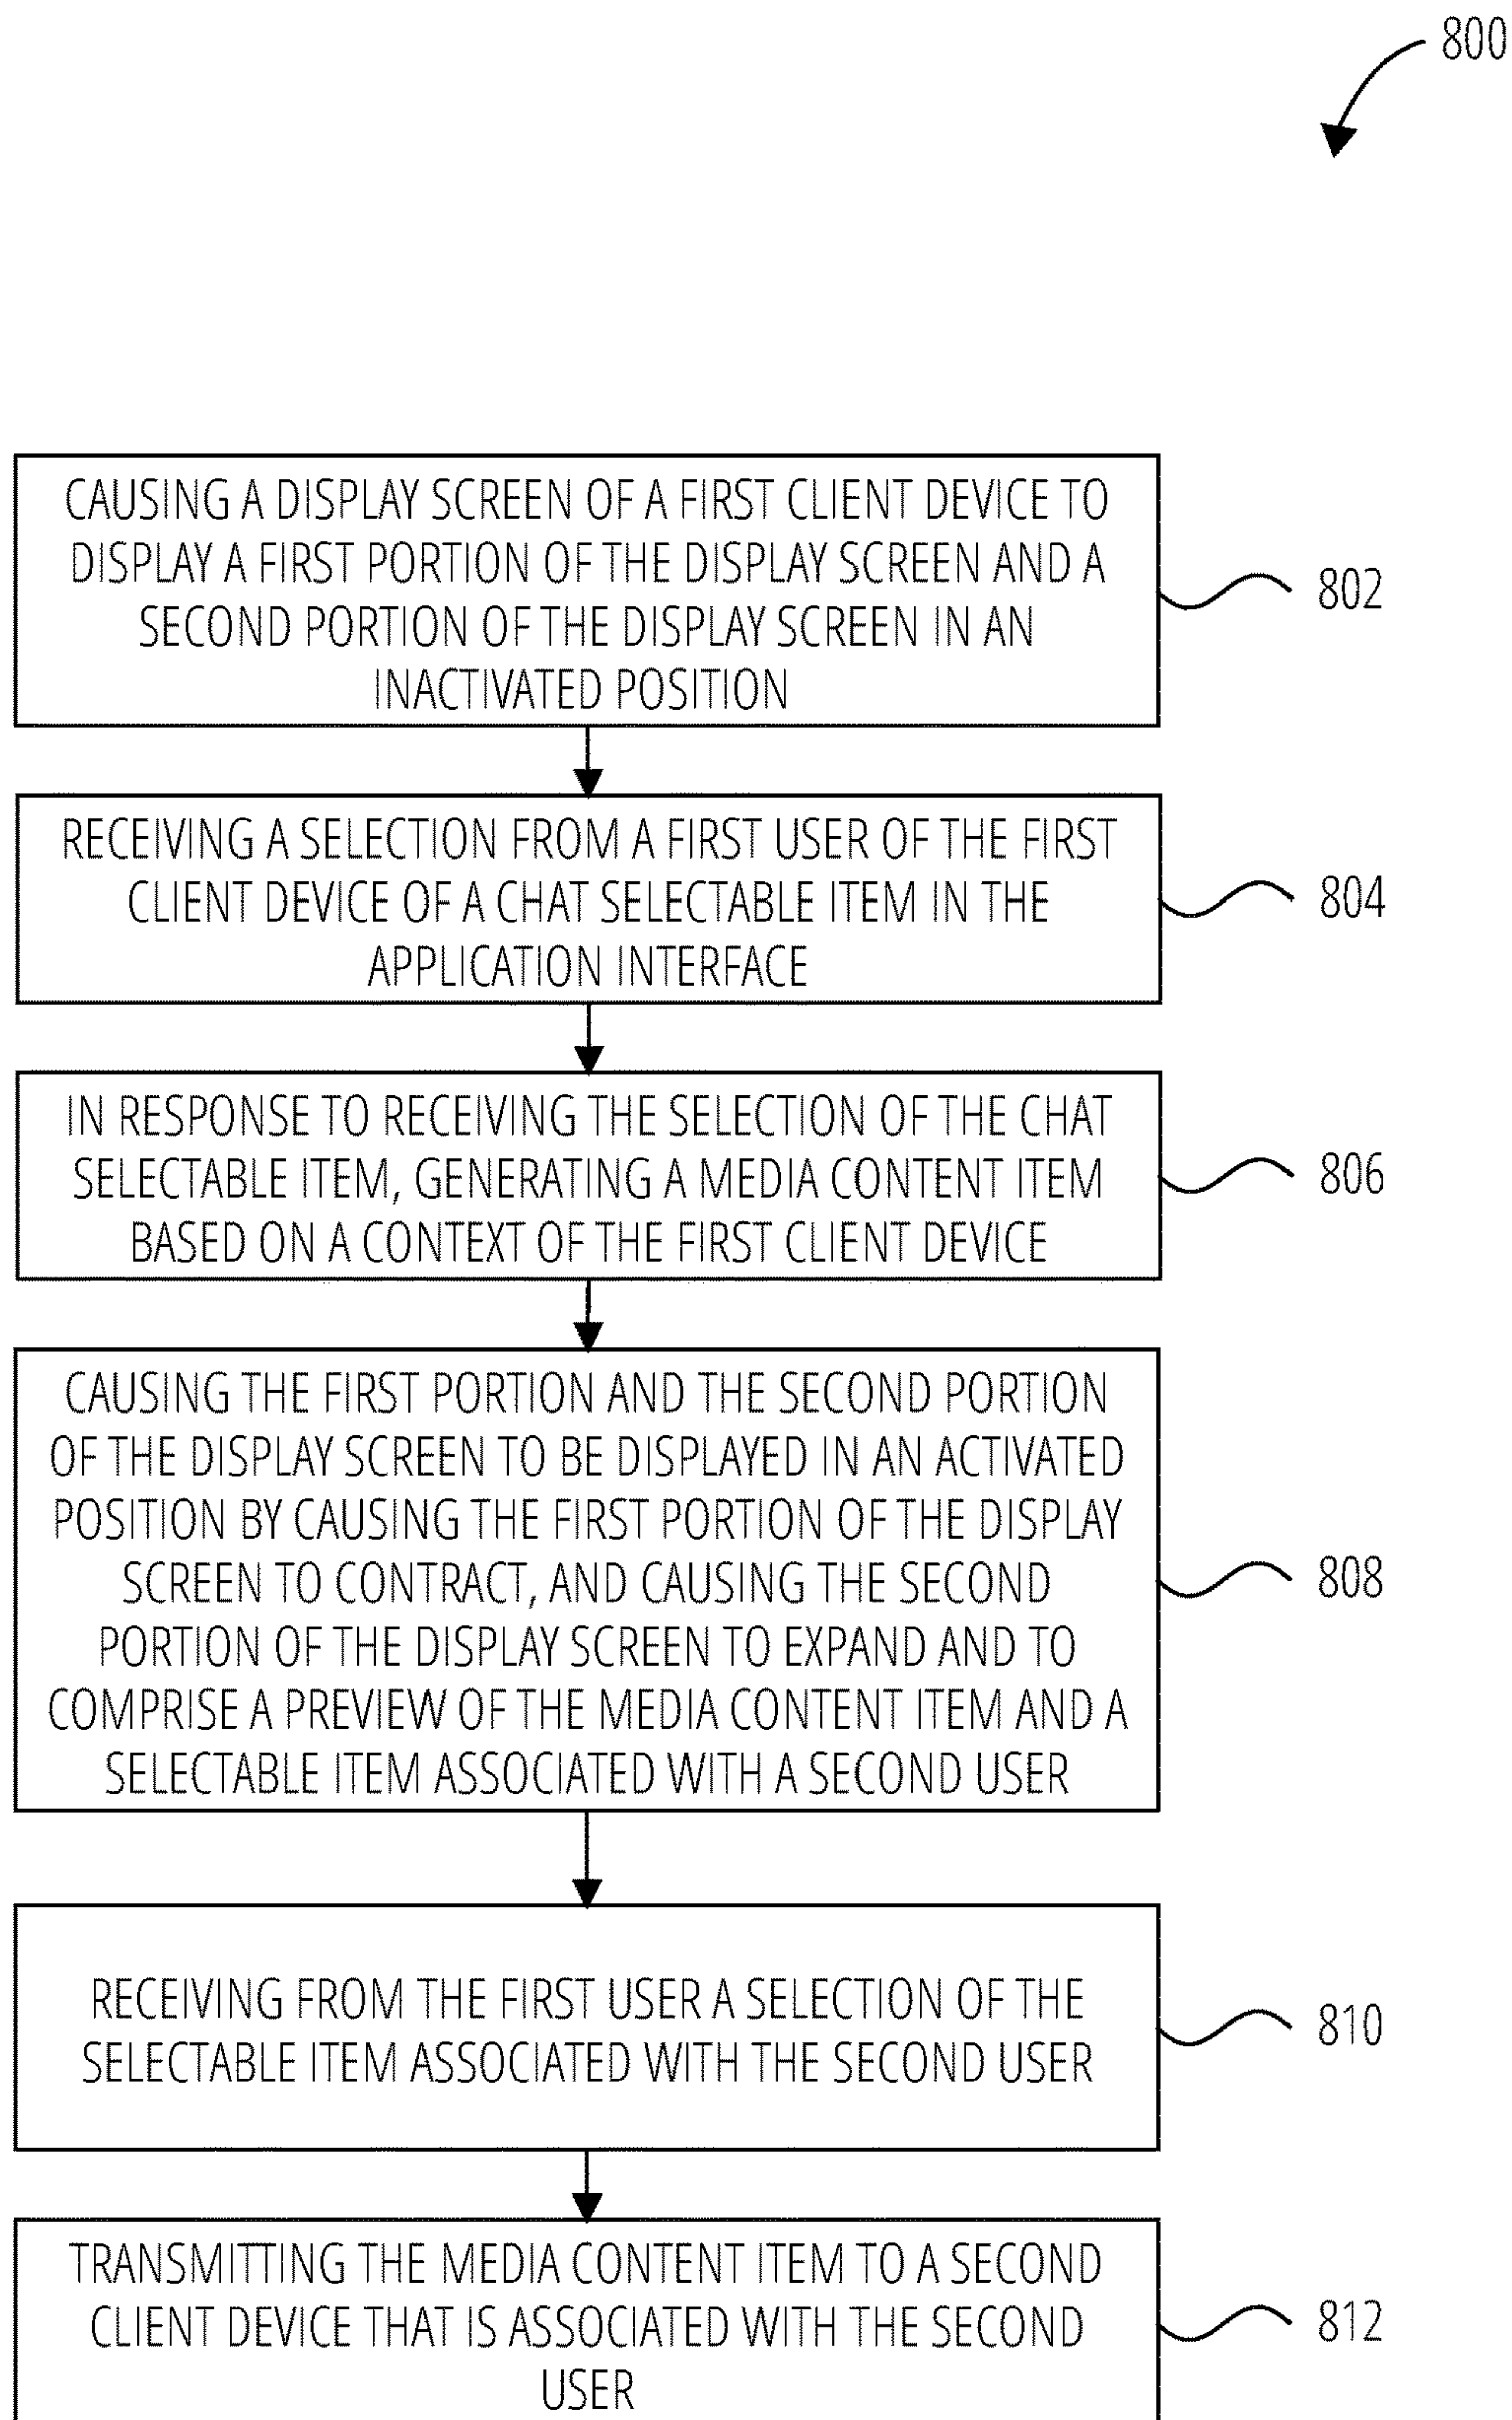 800
CAUSING A DISPLAY SCREEN OF A FIRST CLIENT DEVICE TO
DISPLAY A FIRST PORTION OF THE DISPLAY SCREEN AND A
SECOND PORTION OF THE DISPLAY SCREEN IN AN
INACTIVATED POSITION
802
RECEIVING A SELECTION FROM A FIRST USER OF THE FIRST
CLIENT DEVICE OF A CHAT SELECTABLE ITEM IN THE
APPLICATION INTERFACE
804
IN RESPONSE TO RECEIVING THE SELECTION OF THE CHAT
SELECTABLE ITEM, GENERATING A MEDIA CONTENT ITEM
BASED ON A CONTEXT OF THE FIRST CLIENT DEVICE
806
CAUSING THE FIRST PORTION AND THE SECOND PORTION
OF THE DISPLAY SCREEN TO BE DISPLAYED IN AN ACTIVATED
POSITION BY CAUSING THE FIRST PORTION OF THE DISPLAY
SCREEN TO CONTRACT, AND CAUSING THE SECOND
PORTION OF THE DISPLAY SCREEN TO EXPAND AND TO
COMPRISE A PREVIEW OF THE MEDIA CONTENT ITEM AND A
SELECTABLE ITEM ASSOCIATED WITH A SECOND USER
808
RECEIVING FROM THE FIRST USER A SELECTION OF THE
SELECTABLE ITEM ASSOCIATED WITH THE SECOND USER
810
TRANSMITTING THE MEDIA CONTENT ITEM TO A SECOND
CLIENT DEVICE THAT IS ASSOCIATED WITH THE SECOND
USER
812